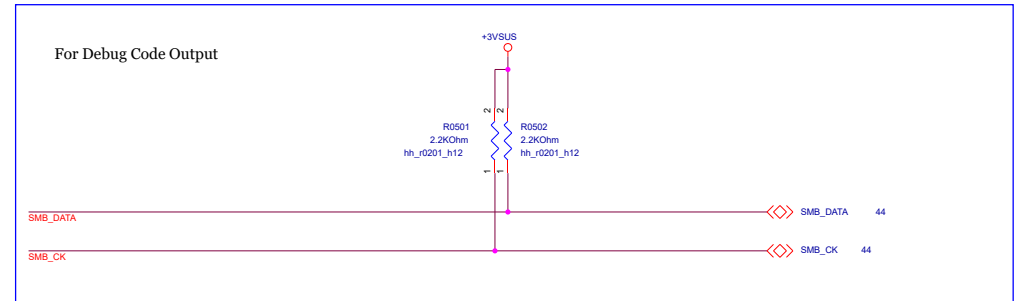 +3VSUS
For Debug Code Output
2 2
R0501
2.2KOhm
hh_r0201_h12
R0502
2.2KOhm
hh_r0201_h12
1 1
SMB_DATA
SMB_DATA 44
SMB_CK
SMB_CK 44